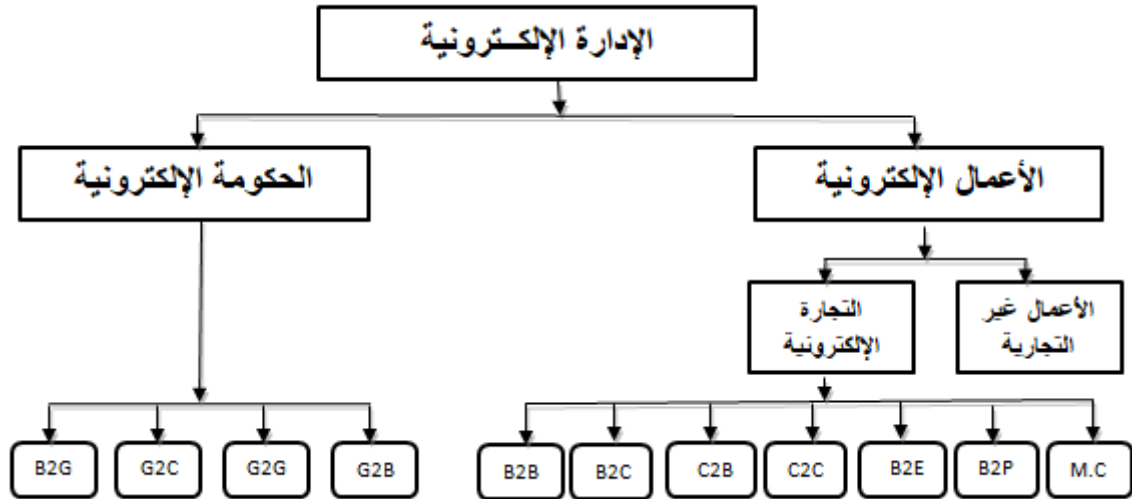 الإدارة الإلكـترونية
الأعمال الإلكترونية
الحكومة الإلكترونية
الأعمال غير
التجارية
التجارة
الإلكترونية
B2G
G2C
G2G
G2B
B2B
B2C
C2B
C2C
B2E
B2P
M.C